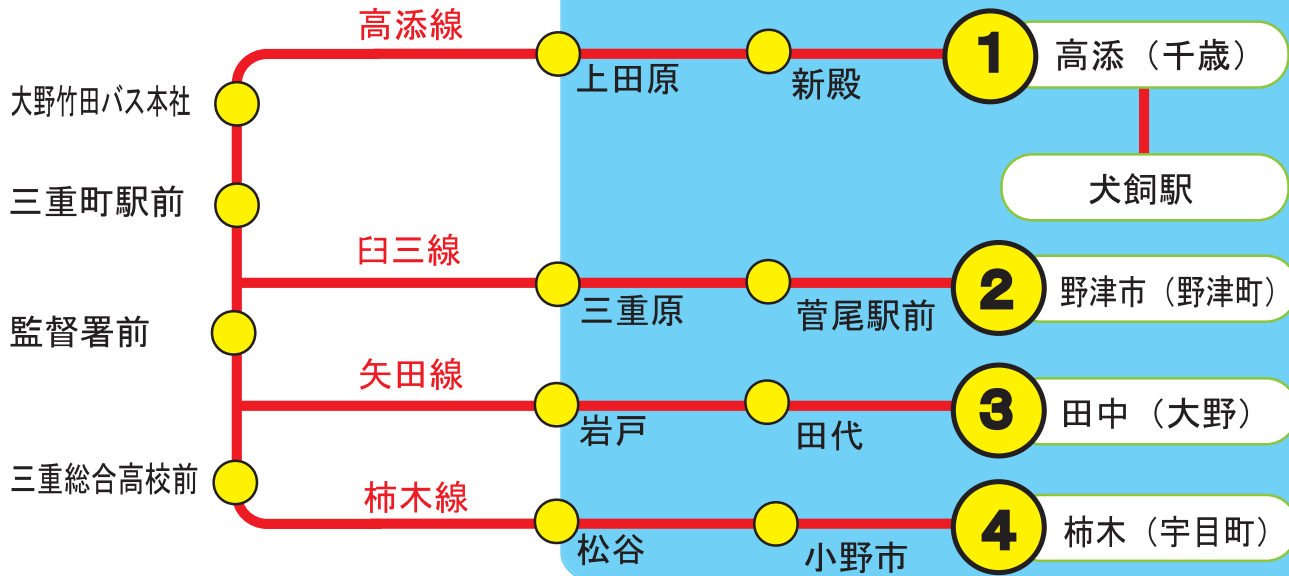 高添線
上田原
新殿
1
高添（千歳）
犬飼駅
大野竹田バス本社
三重町駅前
臼三線
三重原
菅尾駅前
2
野津市（野津町）
監督署前
矢田線
岩戸
田代
3
田中（大野）
三重総合高校前
柿木線
松谷
小野市
4
柿木（宇目町）